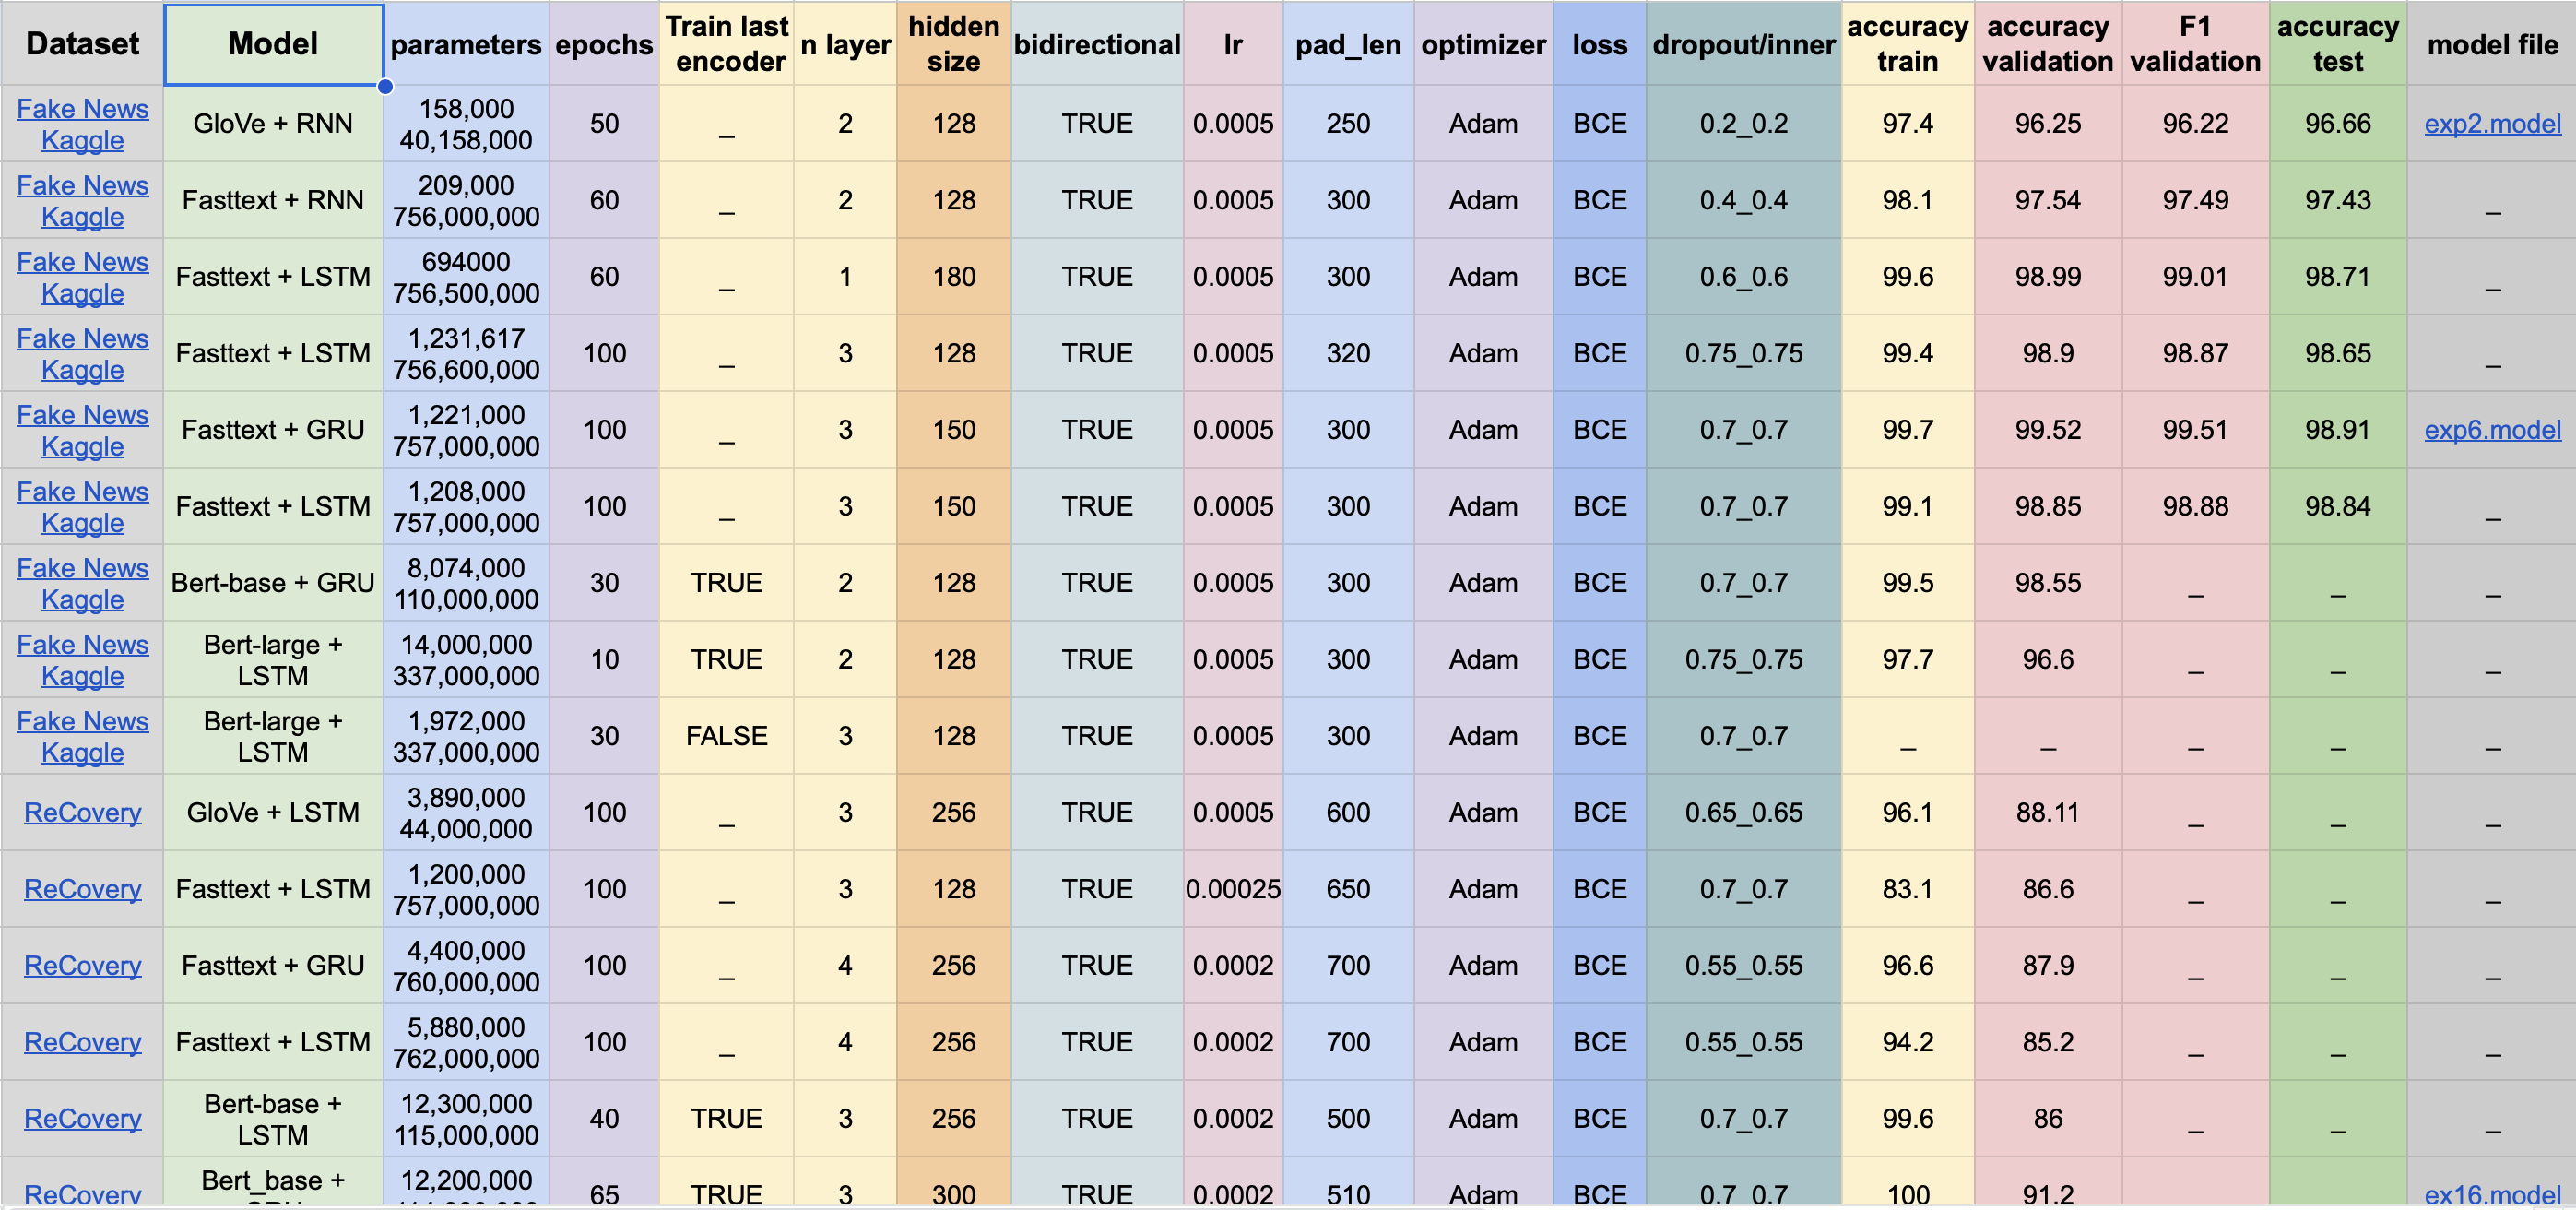 Dataset Model parameters epochs Train last encoder n layer hidden size bidirectional lr pad_len optimizer loss dropout/inner accuracy train accuracy validation F1 validation accuracy test model file
Fake News Kaggle GloVe + RNN 158,000 40,158,000 50 _ 2 128 TRUE 0.0005 250 Adam BCE 0.2_0.2 97.4 96.25 96.22 96.66 exp2.model
Fake News Kaggle Fasttext + RNN 209,000 756,000,000 60 _ 2 128 TRUE 0.0005 300 Adam BCE 0.4_0.4 98.1 97.54 97.49 97.43 _
Fake News Kaggle Fasttext + LSTM 694000 756,500,000 60 _ 1 180 TRUE 0.0005 300 Adam BCE 0.6_0.6 99.6 98.99 99.01 98.71 _
Fake News Kaggle Fasttext + LSTM 1,231,617 756,600,000 100 _ 3 128 TRUE 0.0005 320 Adam BCE 0.75_0.75 99.4 98.9 98.87 98.65 _
Fake News Kaggle Fasttext + GRU 1,221,000 757,000,000 100 _ 3 150 TRUE 0.0005 300 Adam BCE 0.7_0.7 99.7 99.52 99.51 98.91 exp6.model
Fake News Kaggle Fasttext + LSTM 1,208,000 757,000,000 100 _ 3 150 TRUE 0.0005 300 Adam BCE 0.7_0.7 99.1 98.85 98.88 98.84 _
Fake News Kaggle Bert-base + GRU 8,074,000 110,000,000 30 TRUE 2 128 TRUE 0.0005 300 Adam BCE 0.7_0.7 99.5 98.55 _ _ _
Fake News Kaggle Bert-large + LSTM 14,000,000 337,000,000 10 TRUE 2 128 TRUE 0.0005 300 Adam BCE 0.75_0.75 97.7 96.6 _ _ _
Fake News Kaggle Bert-large + LSTM 1,972,000 337,000,000 30 FALSE 3 128 TRUE 0.0005 300 Adam BCE 0.7_0.7 _ _ _ _ _
ReCovery GloVe + LSTM 3,890,000 44,000,000 100 _ 3 256 TRUE 0.0005 600 Adam BCE 0.65_0.65 96.1 88.11 _ _ _
ReCovery Fasttext + LSTM 1,200,000 757,000,000 100 _ 3 128 TRUE 0.00025 650 Adam BCE 0.7_0.7 83.1 86.6 _ _ _
ReCovery Fasttext + GRU 4,400,000 760,000,000 100 _ 4 256 TRUE 0.0002 700 Adam BCE 0.55_0.55 96.6 87.9 _ _ _
ReCovery Fasttext + LSTM 5,880,000 762,000,000 100 _ 4 256 TRUE 0.0002 700 Adam BCE 0.55_0.55 94.2 85.2 _ _ _
ReCovery Bert-base + LSTM 12,300,000 115,000,000 40 TRUE 3 256 TRUE 0.0002 500 Adam BCE 0.7_0.7 99.6 86 _ _ _
ReCovery Bert_base + 12,200,000 65 TRUE 3 300 TRUE 0.0002 510 Adam BCE 0.7_0.7 100 91.2 ex16.model